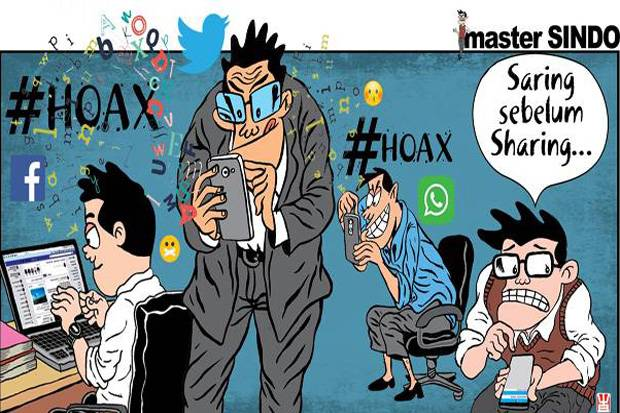 master SINDO
#HOAX
#HOAX
Saring
sebelum
Sharing...
f